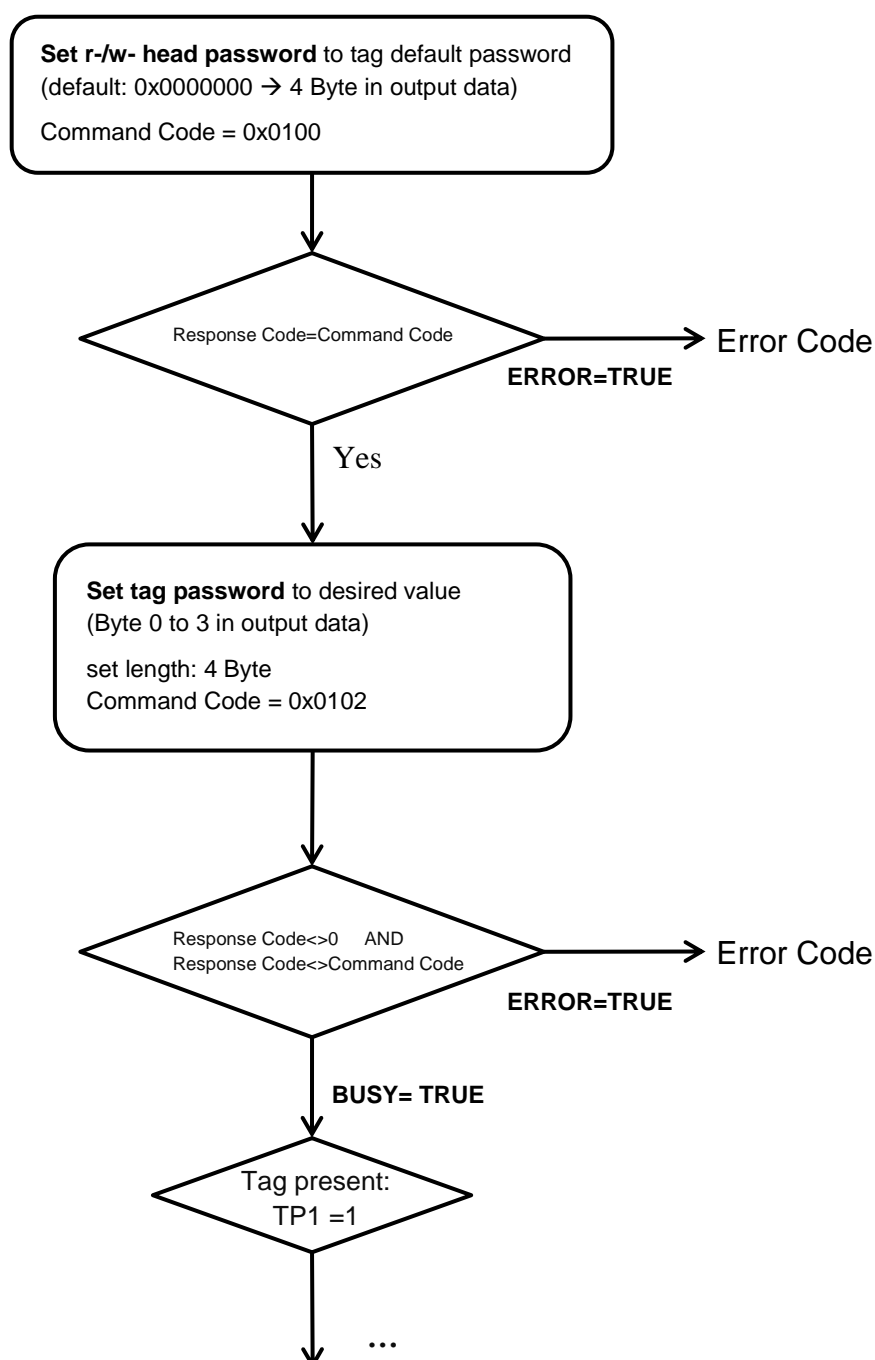 Set r-/w- head password to tag default password
(default: 0x0000000 → 4 Byte in output data)
Command Code = 0x0100
Response Code=Command Code
Error Code
ERROR=TRUE
Yes
Set tag password to desired value
(Byte 0 to 3 in output data)
set length: 4 Byte
Command Code = 0x0102
Response Code<>0 AND
Response Code<>Command Code
Error Code
ERROR=TRUE
BUSY= TRUE
Tag present:
TP1 =1
...